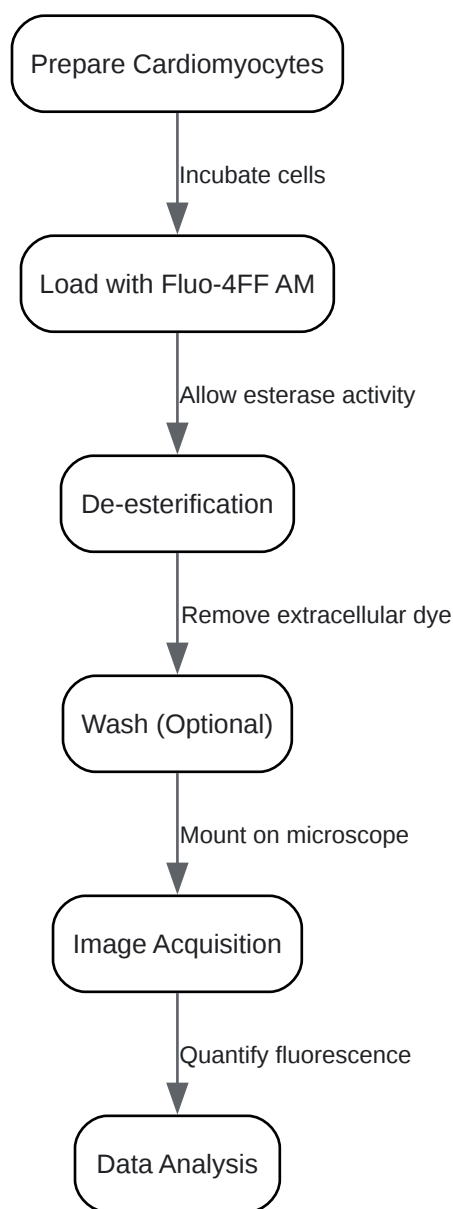 Prepare Cardiomyocytes
Incubate cells
Load with Fluo-4FF AM
Allow esterase activity
De-esterification
Remove extracellular dye
Wash (Optional)
Mount on microscope
Image Acquisition
Quantify fluorescence
Data Analysis